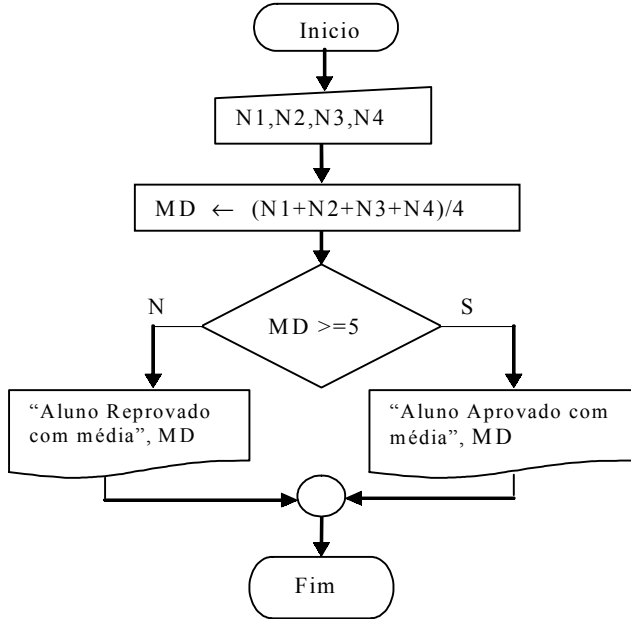 Inicio
N1,N2,N3,N4
MD ← (N1+N2+N3+N4)/4
N
S
MD >=5
“Aluno Reprovado
com média”, MD
“Aluno Aprovado com
média”, MD
Fim